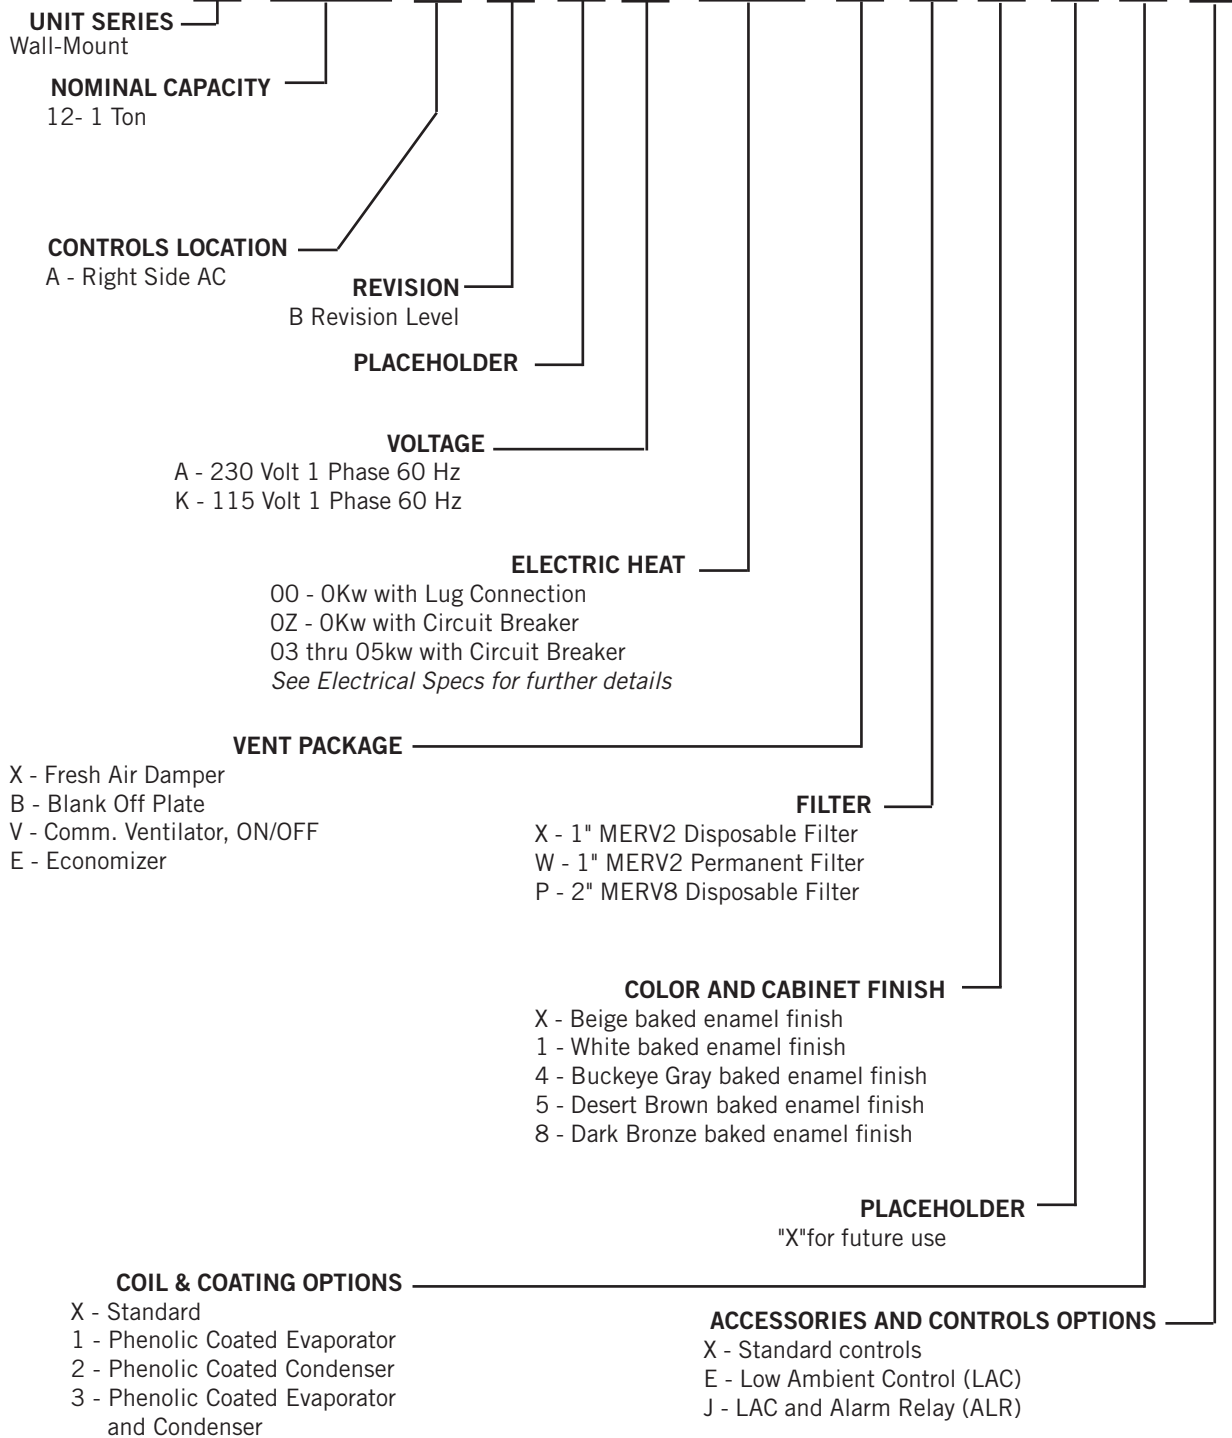 UNIT SERIES
Wall-Mount
NOMINAL CAPACITY
12- 1 Ton
CONTROLS LOCATION
A - Right Side AC
REVISION
B Revision Level
PLACEHOLDER
VOLTAGE
A - 230 Volt 1 Phase 60 Hz
K - 115 Volt 1 Phase 60 Hz
ELECTRIC HEAT
00 - 0Kw with Lug Connection
0Z - 0Kw with Circuit Breaker
03 thru 05kw with Circuit Breaker
See Electrical Specs for further details
VENT PACKAGE
X - Fresh Air Damper
B - Blank Off Plate
V - Comm. Ventilator, ON/OFF
E - Economizer
FILTER
X - 1" MERV2 Disposable Filter
W - 1" MERV2 Permanent Filter
P - 2" MERV8 Disposable Filter
COLOR AND CABINET FINISH
X - Beige baked enamel finish
1 - White baked enamel finish
4 - Buckeye Gray baked enamel finish
5 - Desert Brown baked enamel finish
8 - Dark Bronze baked enamel finish
PLACEHOLDER
"X"for future use
COIL & COATING OPTIONS
X - Standard
1 - Phenolic Coated Evaporator
2 - Phenolic Coated Condenser
3 - Phenolic Coated Evaporator
and Condenser
ACCESSORIES AND CONTROLS OPTIONS
X - Standard controls
E - Low Ambient Control (LAC)
J - LAC and Alarm Relay (ALR)